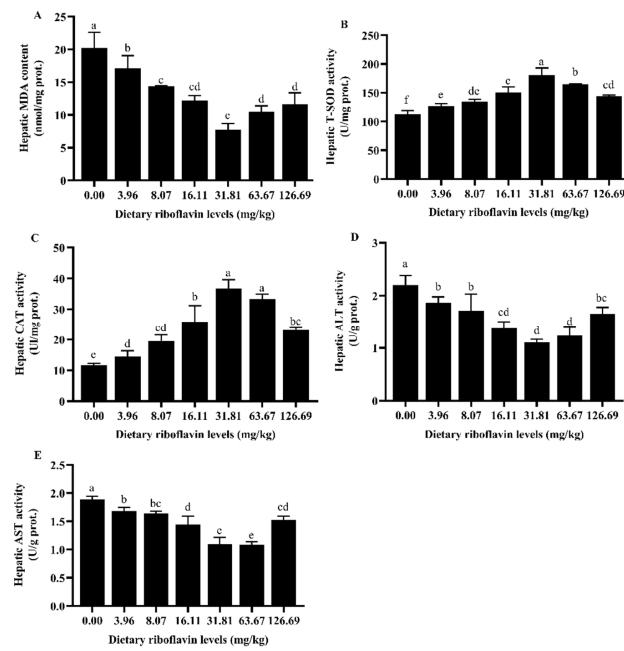 A
Hepatic MDA content
(nmol/mg prot.)
25
20
15
10
5
0
a
b
c
cd
e
d
d
0.00 3.96 8.07 16.11 31.81 63.67 126.69
Dietary riboflavin levels (mg/kg)
B
Hepatic T-SOD activity
(U/mg prot.)
250
200
150
100
50
0
f
e
de
c
a
b
cd
0.00 3.96 8.07 16.11 31.81 63.67 126.69
Dietary riboflavin levels (mg/kg)
C
Hepatic CAT activity
(UI/mg prot.)
50
40
30
20
10
0
e
d
cd
b
a
a
bc
0.00 3.96 8.07 16.11 31.81 63.67 126.69
Dietary riboflavin levels (mg/kg)
D
Hepatic ALT activity
(U/g prot.)
3
2
1
0
a
b
b
cd
d
d
bc
0.00 3.96 8.07 16.11 31.81 63.67 126.69
Dietary riboflavin levels (mg/kg)
E
Hepatic AST activity
(U/g prot.)
2.5
2.0
1.5
1.0
0.5
0.0
a
b
bc
d
e
e
cd
0.00 3.96 8.07 16.11 31.81 63.67 126.69
Dietary riboflavin levels (mg/kg)